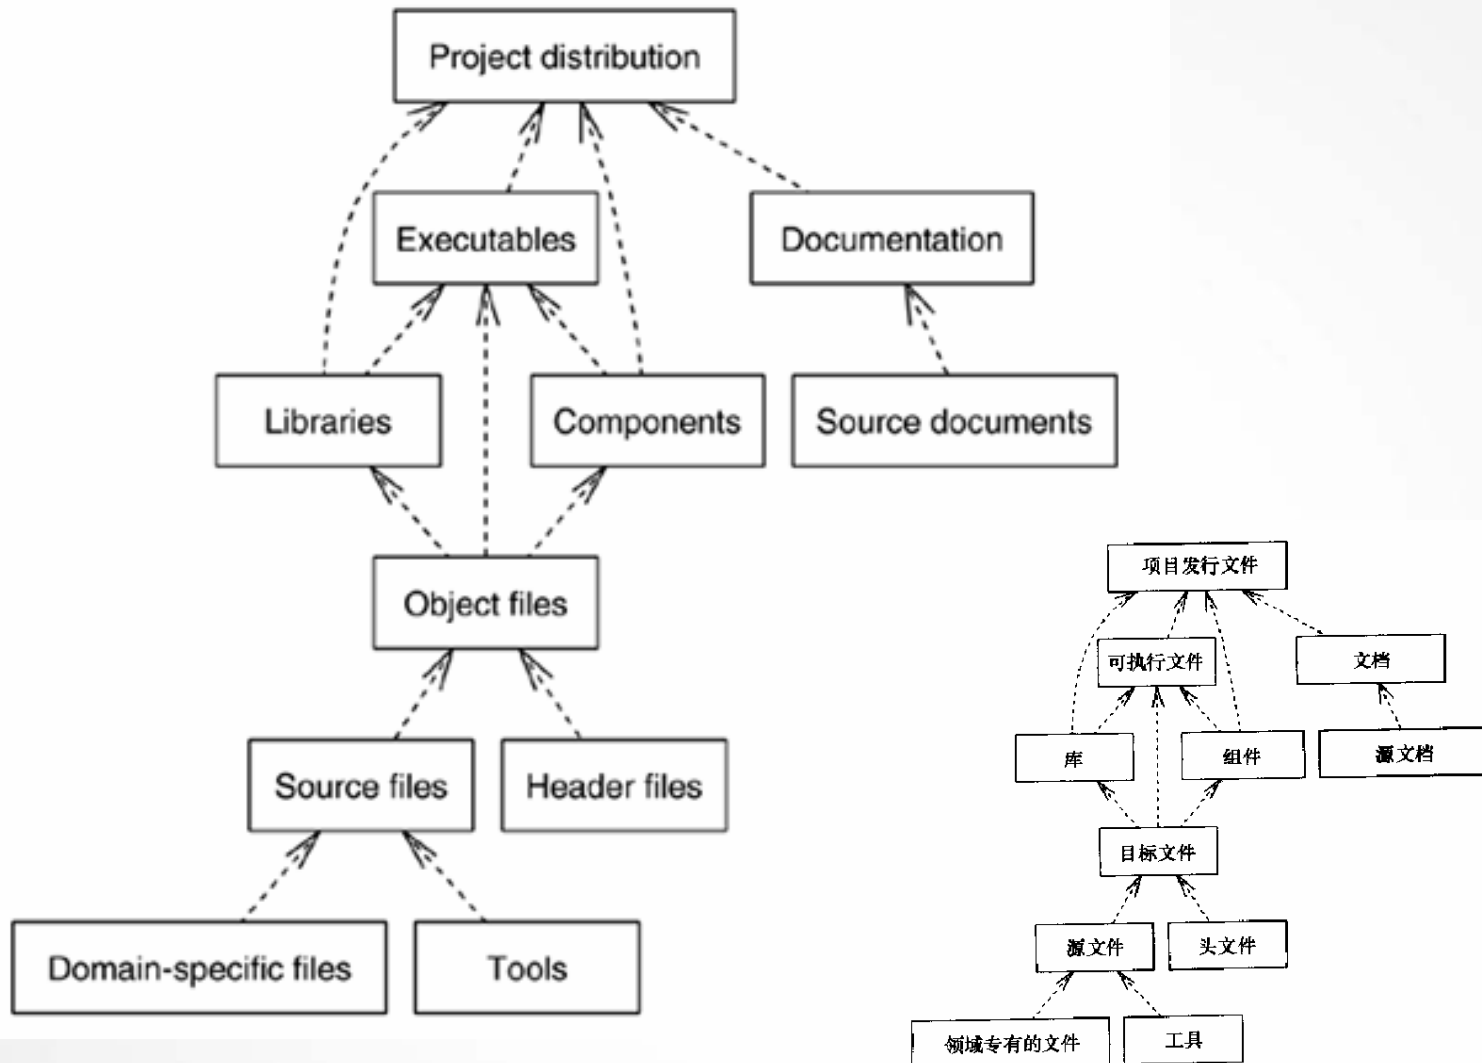 Project distribution
Executables
Documentation
Libraries
Components
Source documents
Object files
Source files
Header files
Domain-specific files
Tools
项目发行文件
可执行文件
文档
库
组件
源文档
目标文件
源文件
头文件
领域专有的文件
工具